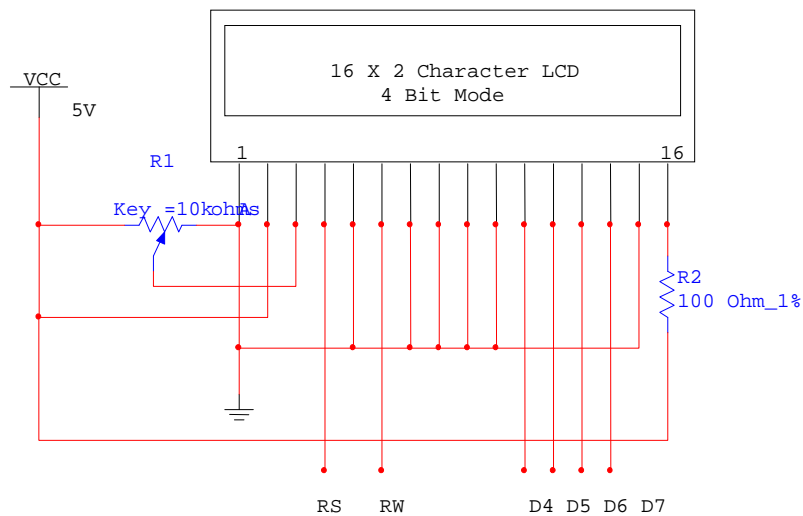 16 X 2 Character LCD
4 Bit Mode
VCC
5V
1
16
R1
Key =10kohms
A
R2
100 Ohm_1%
RS RW D4 D5 D6 D7